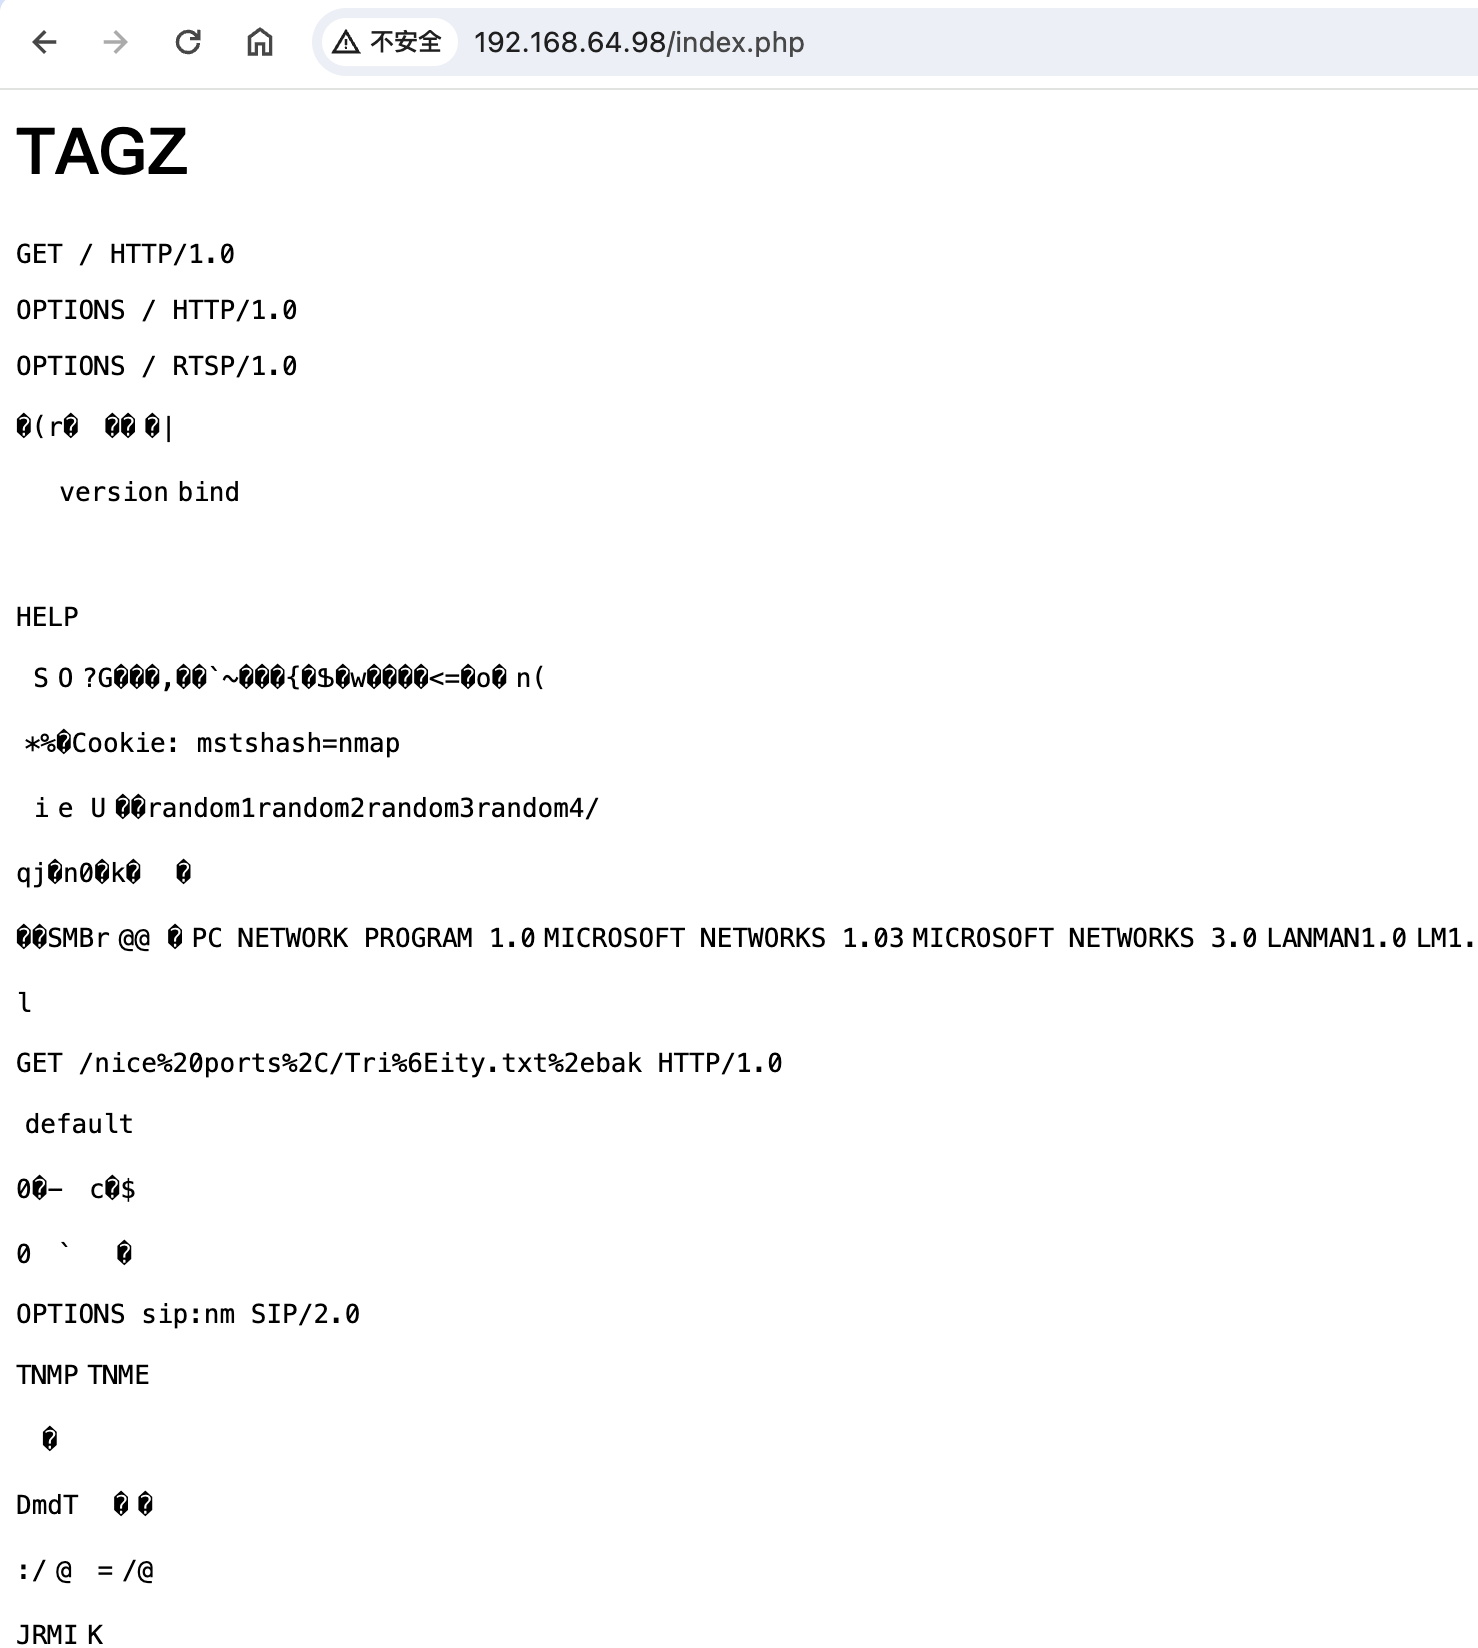 不安全 192.168.64.98/index.php
TAGZ
GET / HTTP/1.0
OPTIONS / HTTP/1.0
OPTIONS / RTSP/1.0
�(r� �� �|
version bind
HELP
S O ?G���,��`~���{�Ֆ�w����<=�o� n(
*%�Cookie: mstshash=nmap
i e U ��random1random2random3random4/
qj�n0�k� �
��SMBr @@ � PC NETWORK PROGRAM 1.0 MICROSOFT NETWORKS 1.03 MICROSOFT NETWORKS 3.0 LANMAN1.0 LM1.
l
GET /nice%20ports%2C/Tri%6Eity.txt%2ebak HTTP/1.0
default
0�- c�$
0 ` �
OPTIONS sip:nm SIP/2.0
TNMP TNME
�
DmdT � �
:/ @ = /@
JRMI K